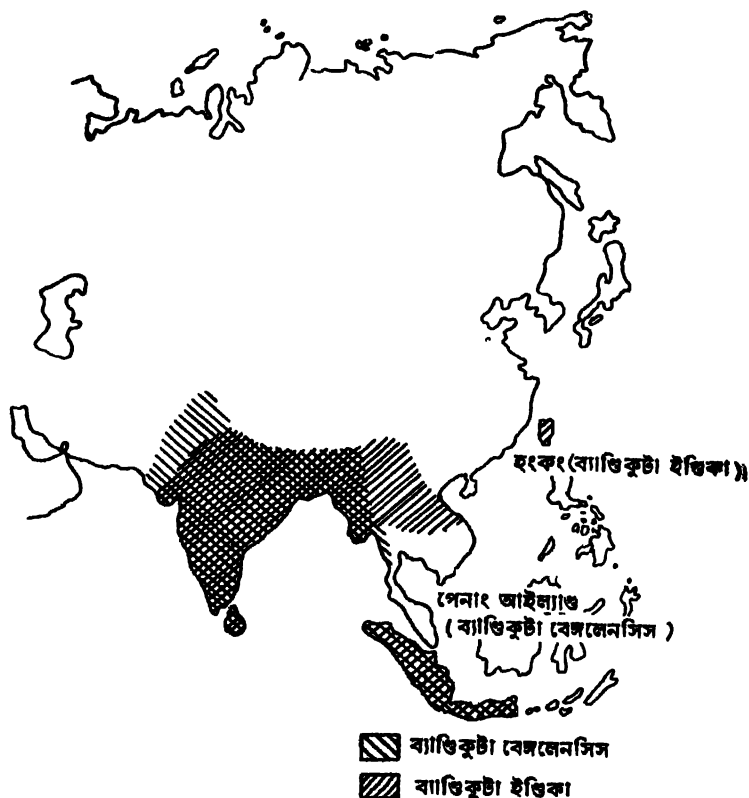 হংকং (ব্যাণ্ডিকুটা ইণ্ডিকা)
পেনাং আইল্যাণ্ড
( ব্যাণ্ডিকুটা বেঙ্গলেনসিস )
ব্যাণ্ডিকুটা বেঙ্গলেনসিস
ব্যাণ্ডিকুটা ইণ্ডিকা